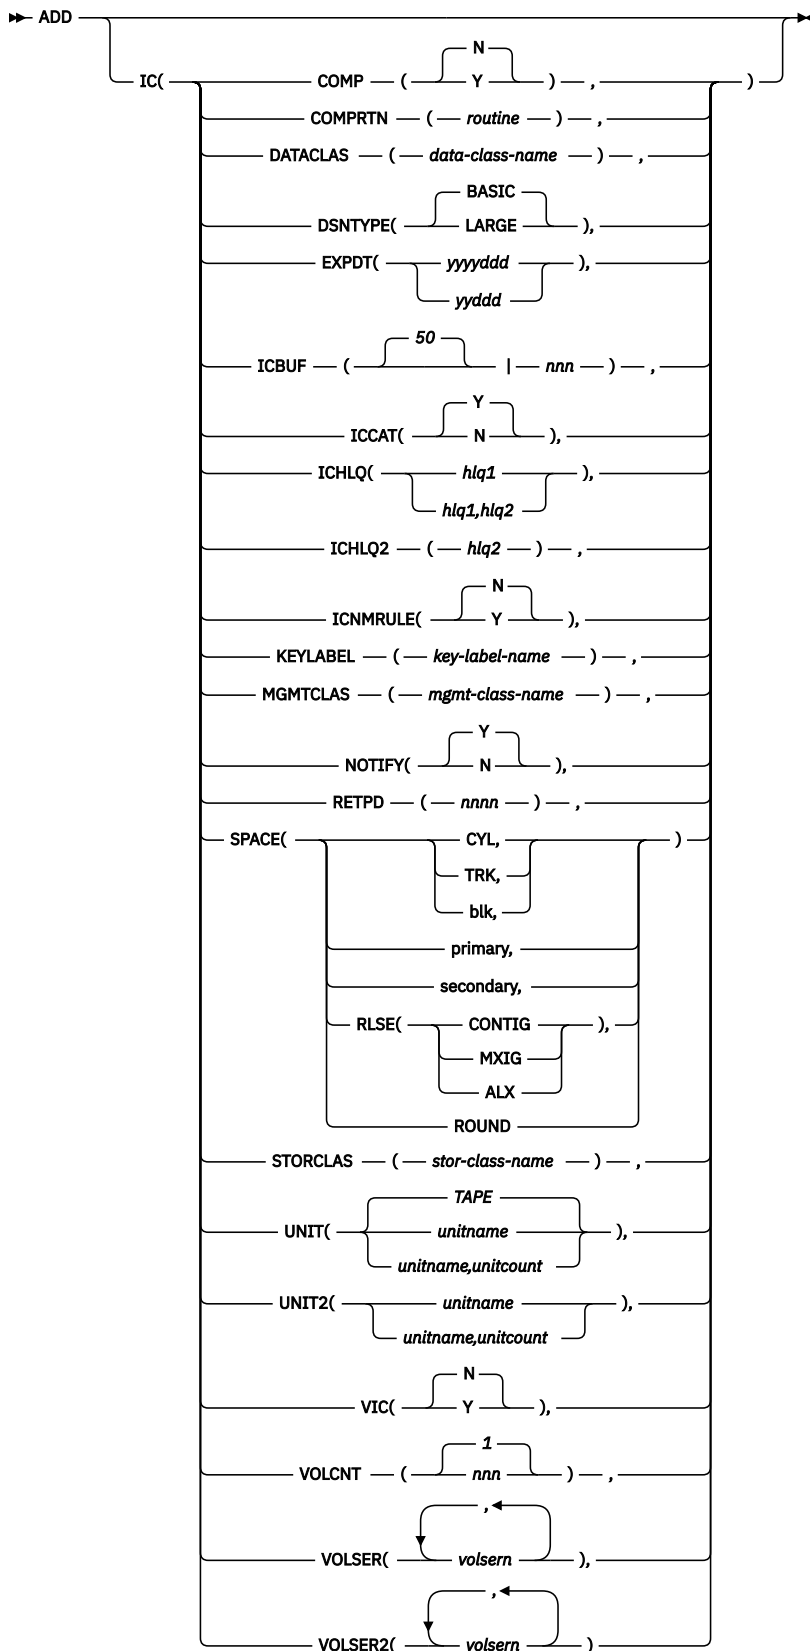 ADD
N
IC( COMP ( Y ) , )
COMPRTN ( routine ) ,
DATACLAS ( data-class-name ) ,
BASIC
DSNTYPE( LARGE ),
EXPDT( yyyyddd ),
yyddd
50
ICBUF ( | nnn ) ,
Y
ICCAT( N ),
ICHLQ( hlq1 ),
hlq1,hlq2
ICHLQ2 ( hlq2 ) ,
N
ICNMRULE( Y ),
KEYLABEL ( key-label-name ) ,
MGMTCLAS ( mgmt-class-name ) ,
Y
NOTIFY( N ),
RETPD ( nnnn ) ,
SPACE( CYL, )
TRK,
blk,
primary,
secondary,
RLSE( CONTIG ),
MXIG
ALX
ROUND
STORCLAS ( stor-class-name ) ,
TAPE
UNIT( unitname ),
unitname,unitcount
UNIT2( unitname ),
unitname,unitcount
N
VIC( Y ),
1
VOLCNT ( nnn ) ,
,
VOLSER( volsern ),
,
VOLSER2( volsern )